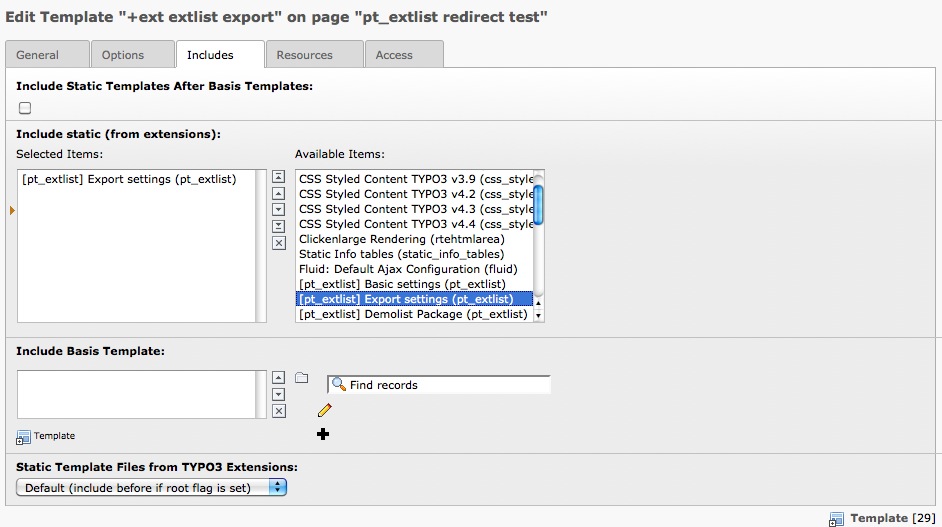 Edit Template "+ext extlist export" on page "pt_extlist redirect test"
General Options Includes Resources Access
Include Static Templates After Basis Templates:
Include static (from extensions):
Selected Items: Available Items:
[pt_extlist] Export settings (pt_extlist)
CSS Styled Content TYPO3 v3.9 (css_style
CSS Styled Content TYPO3 v4.2 (css_style
CSS Styled Content TYPO3 v4.3 (css_style
CSS Styled Content TYPO3 v4.4 (css_style
Clickenlarge Rendering (rtehtmlarea)
Static Info tables (static_info_tables)
Fluid: Default Ajax Configuration (fluid)
[pt_extlist] Basic settings (pt_extlist)
[pt_extlist] Export settings (pt_extlist)
[pt_extlist] Demolist Package (pt_extlist)
Include Basis Template:
Find records
Template
Static Template Files from TYPO3 Extensions:
Default (include before if root flag is set)
Template [29]